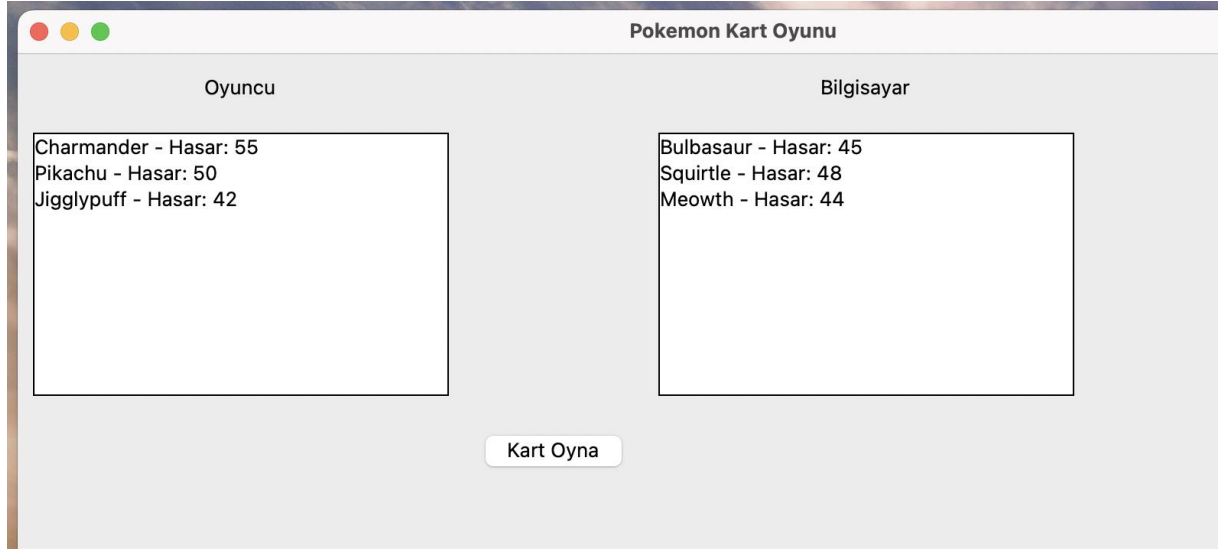 Pokemon Kart Oyunu
Oyuncu
Bilgisayar
Charmander - Hasar: 55
Pikachu - Hasar: 50
Jigglypuff - Hasar: 42
Bulbasaur - Hasar: 45
Squirtle - Hasar: 48
Meowth - Hasar: 44
Kart Oyna